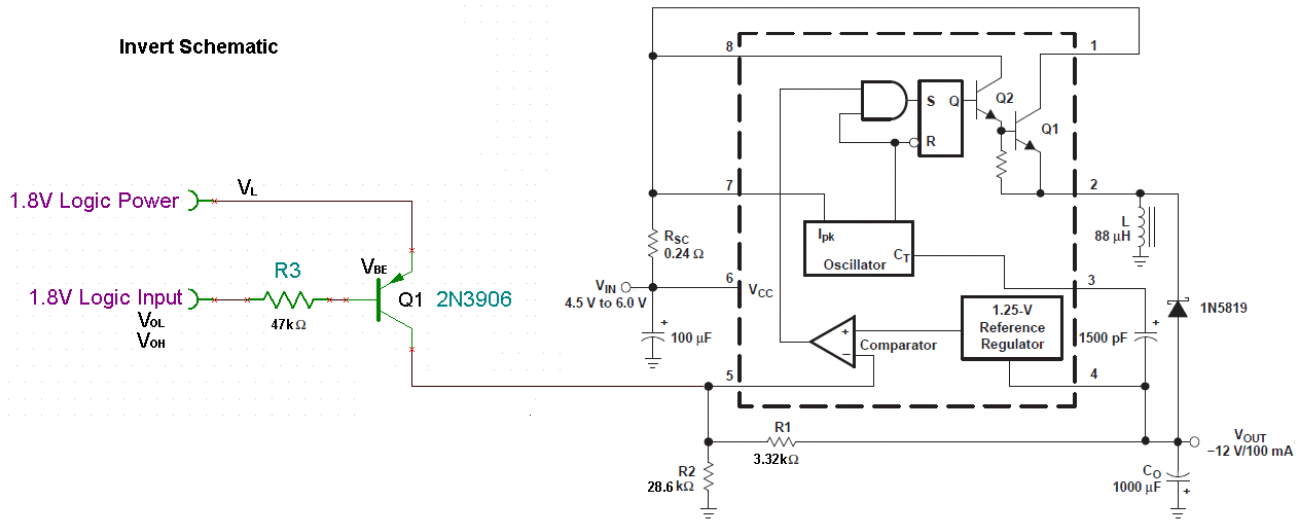 Invert Schematic
1.8V Logic Power
VL
1.8V Logic Input
VOL
VOH
R3
47kΩ
VBE
Q1
2N3906
8
1
7
2
6
3
5
4
S
Q
R
Q2
Q1
RSC
0.24 Ω
VIN
4.5 V to 6.0 V
+
100 µF
VCC
Ipk
CT
Oscillator
+
−
Comparator
1.25-V
Reference
Regulator
L
88 µH
1N5819
+
1500 pF
R1
3.32kΩ
R2
28.6 kΩ
VOUT
−12 V/100 mA
CO
1000 µF
+